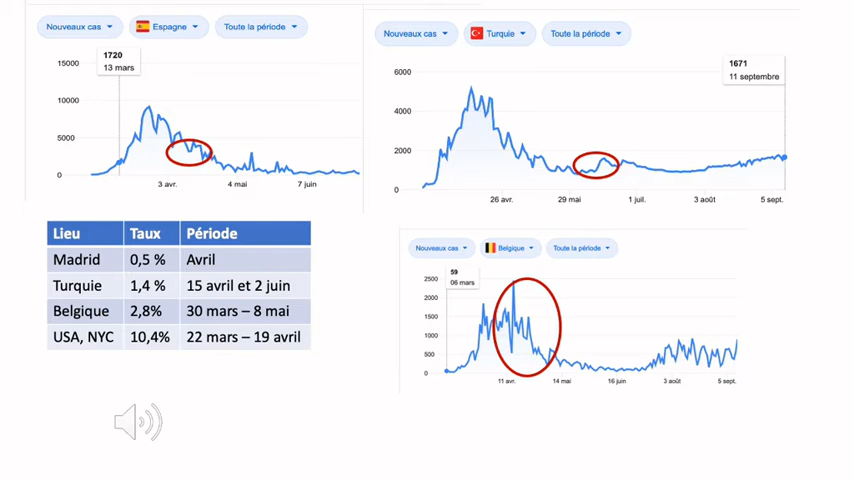 Nouveaux cas Espagne Toute la période
1720
13 mars
15000
10000
5000
0
3 avr. 4 mai 7 juin
Nouveaux cas Turquie Toute la période
1671
11 septembre
6000
4000
2000
0
26 avr. 29 mai 1 juil. 3 août 5 sept.
Lieu Taux Période
Madrid 0,5 % Avril
Turquie 1,4 % 15 avril et 2 juin
Belgique 2,8% 30 mars – 8 mai
USA, NYC 10,4% 22 mars – 19 avril
Nouveaux cas Belgique Toute la période
59
06 mars
2500
2000
1500
1000
500
0
11 avr. 14 mai 16 juin 3 août 5 sept.